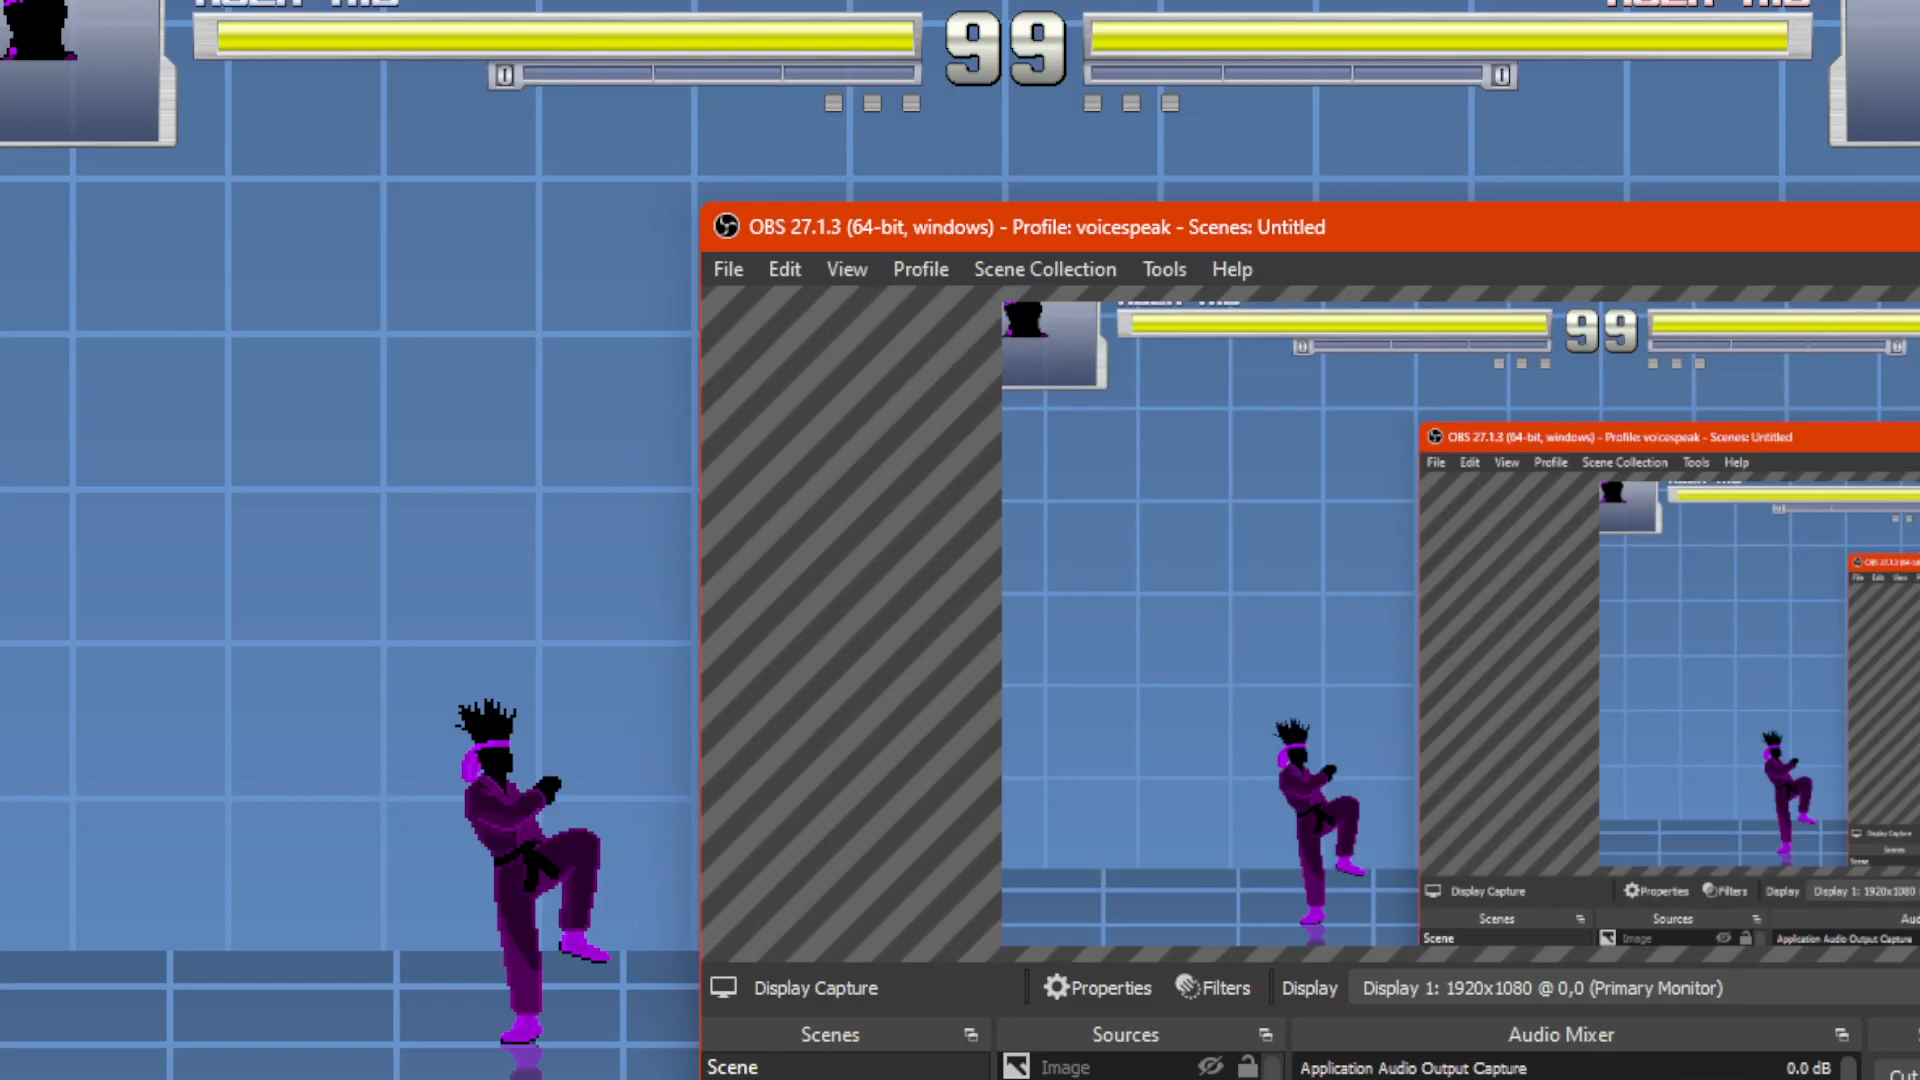 99
OBS 27.1.3 (64-bit, windows) - Profile: voicespeak - Scenes: Untitled
File Edit View Profile Scene Collection Tools Help
99
OBS 27.1.3 (64-bit, windows) - Profile: voicespeak - Scenes: Untitled
File Edit View Profile Scene Collection Tools Help
Display Capture Properties Filters Display Display 1: 1920x1080
Scenes Sources
Scene Image Application Audio Output Capture
Display Capture Properties Filters Display Display 1: 1920x1080 @ 0,0 (Primary Monitor)
Scenes Sources Audio Mixer
Scene Image Application Audio Output Capture 0.0 dB
Cut